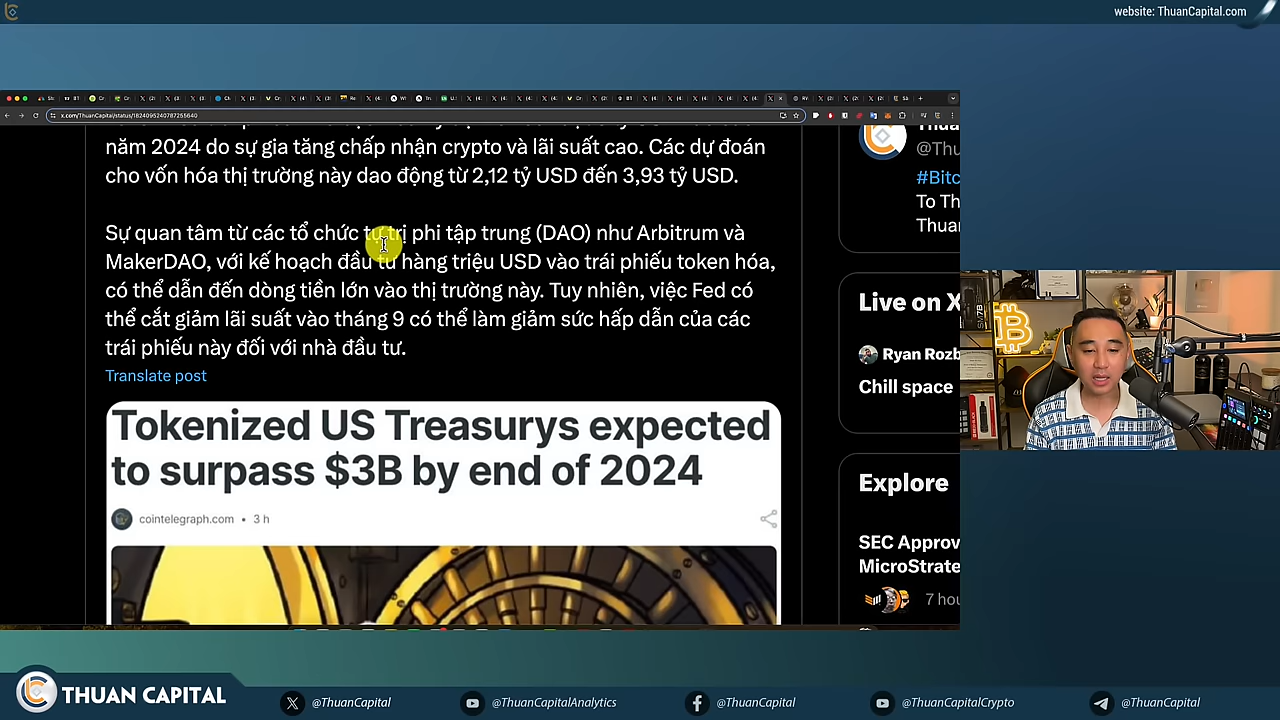 website: ThuanCapital.com
x.com/ThuanCapital/status/1824095240787255640
năm 2024 do sự gia tăng chấp nhận crypto và lãi suất cao. Các dự đoán
cho vốn hóa thị trường này dao động từ 2,12 tỷ USD đến 3,93 tỷ USD.
Sự quan tâm từ các tổ chức tự trị phi tập trung (DAO) như Arbitrum và
MakerDAO, với kế hoạch đầu tư hàng triệu USD vào trái phiếu token hóa,
có thể dẫn đến dòng tiền lớn vào thị trường này. Tuy nhiên, việc Fed có
thể cắt giảm lãi suất vào tháng 9 có thể làm giảm sức hấp dẫn của các
trái phiếu này đối với nhà đầu tư.
Translate post
Tokenized US Treasurys expected
to surpass $3B by end of 2024
cointelegraph.com • 3 h
@Thu
#Bitc
To Th
Thuan
Live on X
Ryan Rozb
Chill space
Explore
SEC Approv
MicroStrate
7 hou
THUAN CAPITAL
@ThuanCapital
@ThuanCapitalAnalytics
@ThuanCapital
@ThuanCapitalCrypto
@ThuanCapital